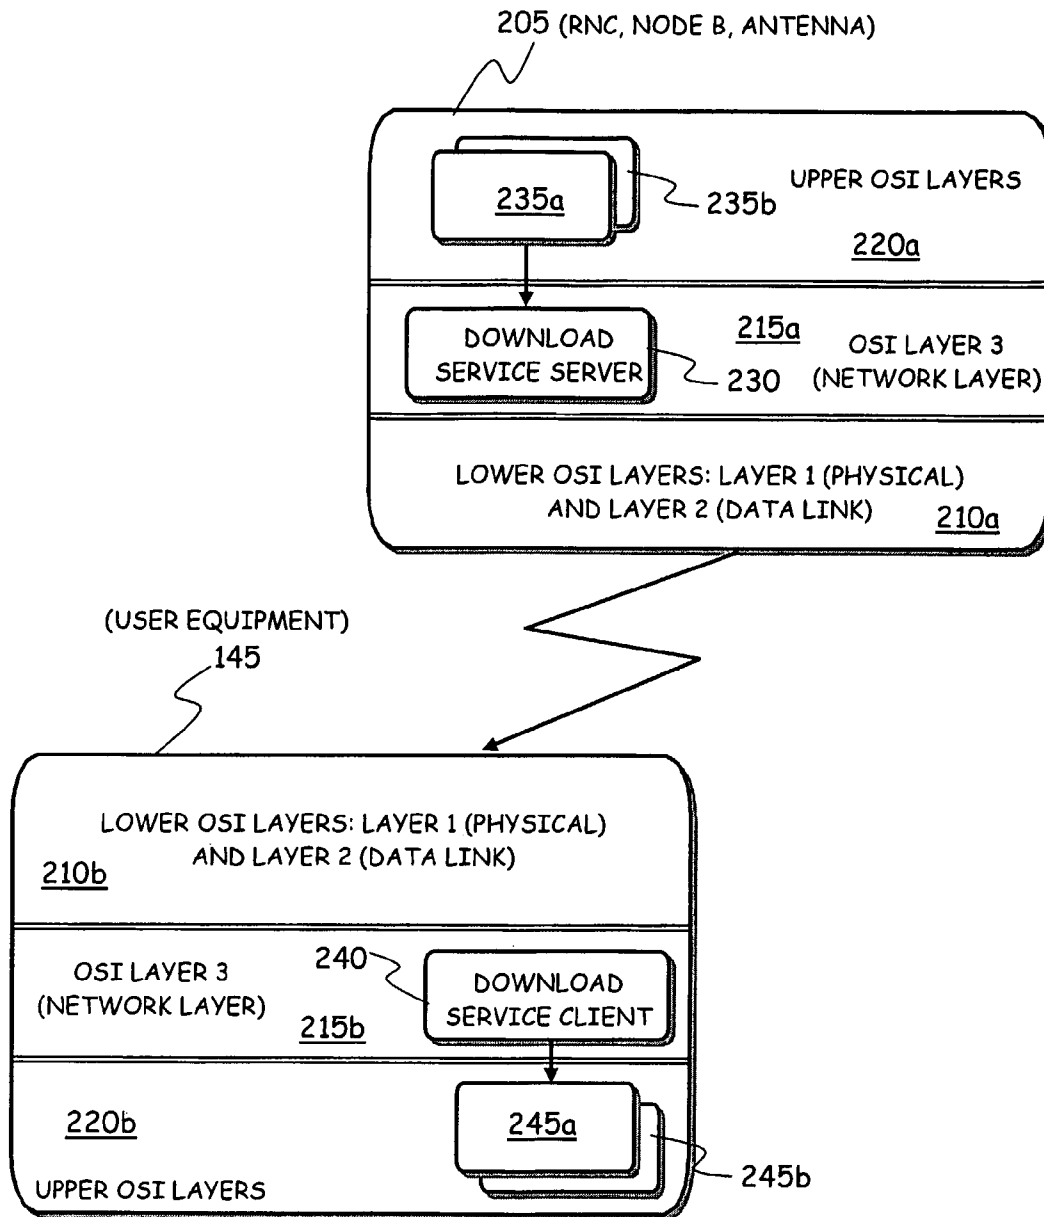 205 (RNC, NODE B, ANTENNA)
235a
235b
UPPER OSI LAYERS
220a
DOWNLOAD
SERVICE SERVER
230
215a
OSI LAYER 3
(NETWORK LAYER)
LOWER OSI LAYERS: LAYER 1 (PHYSICAL)
AND LAYER 2 (DATA LINK)
210a
(USER EQUIPMENT)
145
LOWER OSI LAYERS: LAYER 1 (PHYSICAL)
AND LAYER 2 (DATA LINK)
210b
OSI LAYER 3
(NETWORK LAYER)
215b
240
DOWNLOAD
SERVICE CLIENT
220b
UPPER OSI LAYERS
245a
245b